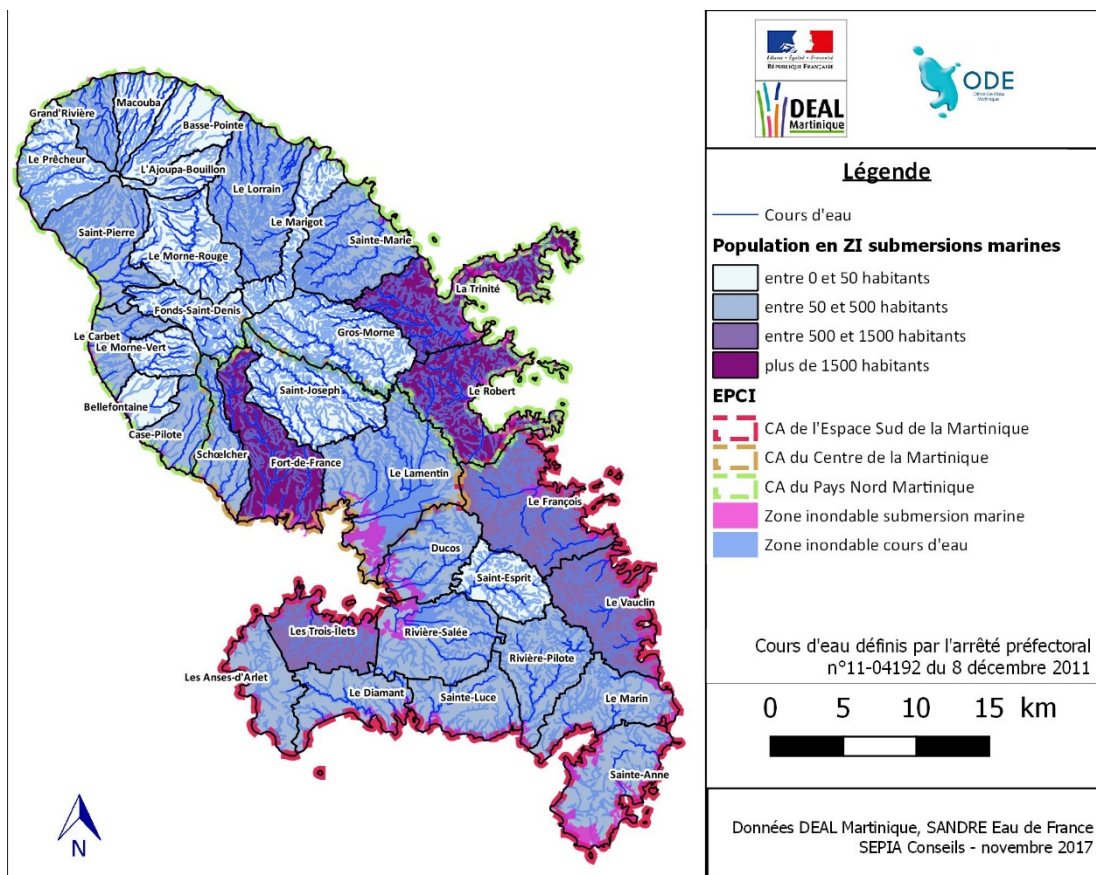 Grand'Rivière
Macouba
Basse-Pointe
Le Prêcheur
L'Ajoupa-Bouillon
Le Lorrain
Le Marigot
Saint-Pierre
Sainte-Marie
Le Morne-Rouge
La Trinité
Fonds-Saint-Denis
Gros-Morne
Le Carbet
Le Morne-Vert
Saint-Joseph
Le Robert
Bellefontaine
Case-Pilote
Schœlcher
Fort-de-France
Le Lamentin
Le François
Ducos
Saint-Esprit
Le Vauclin
Les Trois-Îlets
Rivière-Salée
Rivière-Pilote
Les Anses-d'Arlet
Le Diamant
Sainte-Luce
Le Marin
Sainte-Anne
N
Liberté • Égalité • Fraternité
RÉPUBLIQUE FRANÇAISE
DEAL
Martinique
ODE
Martinique
Légende
Cours d'eau
Population en ZI submersions marines
entre 0 et 50 habitants
entre 50 et 500 habitants
entre 500 et 1500 habitants
plus de 1500 habitants
EPCI
CA de l'Espace Sud de la Martinique
CA du Centre de la Martinique
CA du Pays Nord Martinique
Zone inondable submersion marine
Zone inondable cours d'eau
Cours d'eau définis par l'arrêté préfectoral
n°11-04192 du 8 décembre 2011
0 5 10 15 km
Données DEAL Martinique, SANDRE Eau de France
SEPIA Conseils - novembre 2017